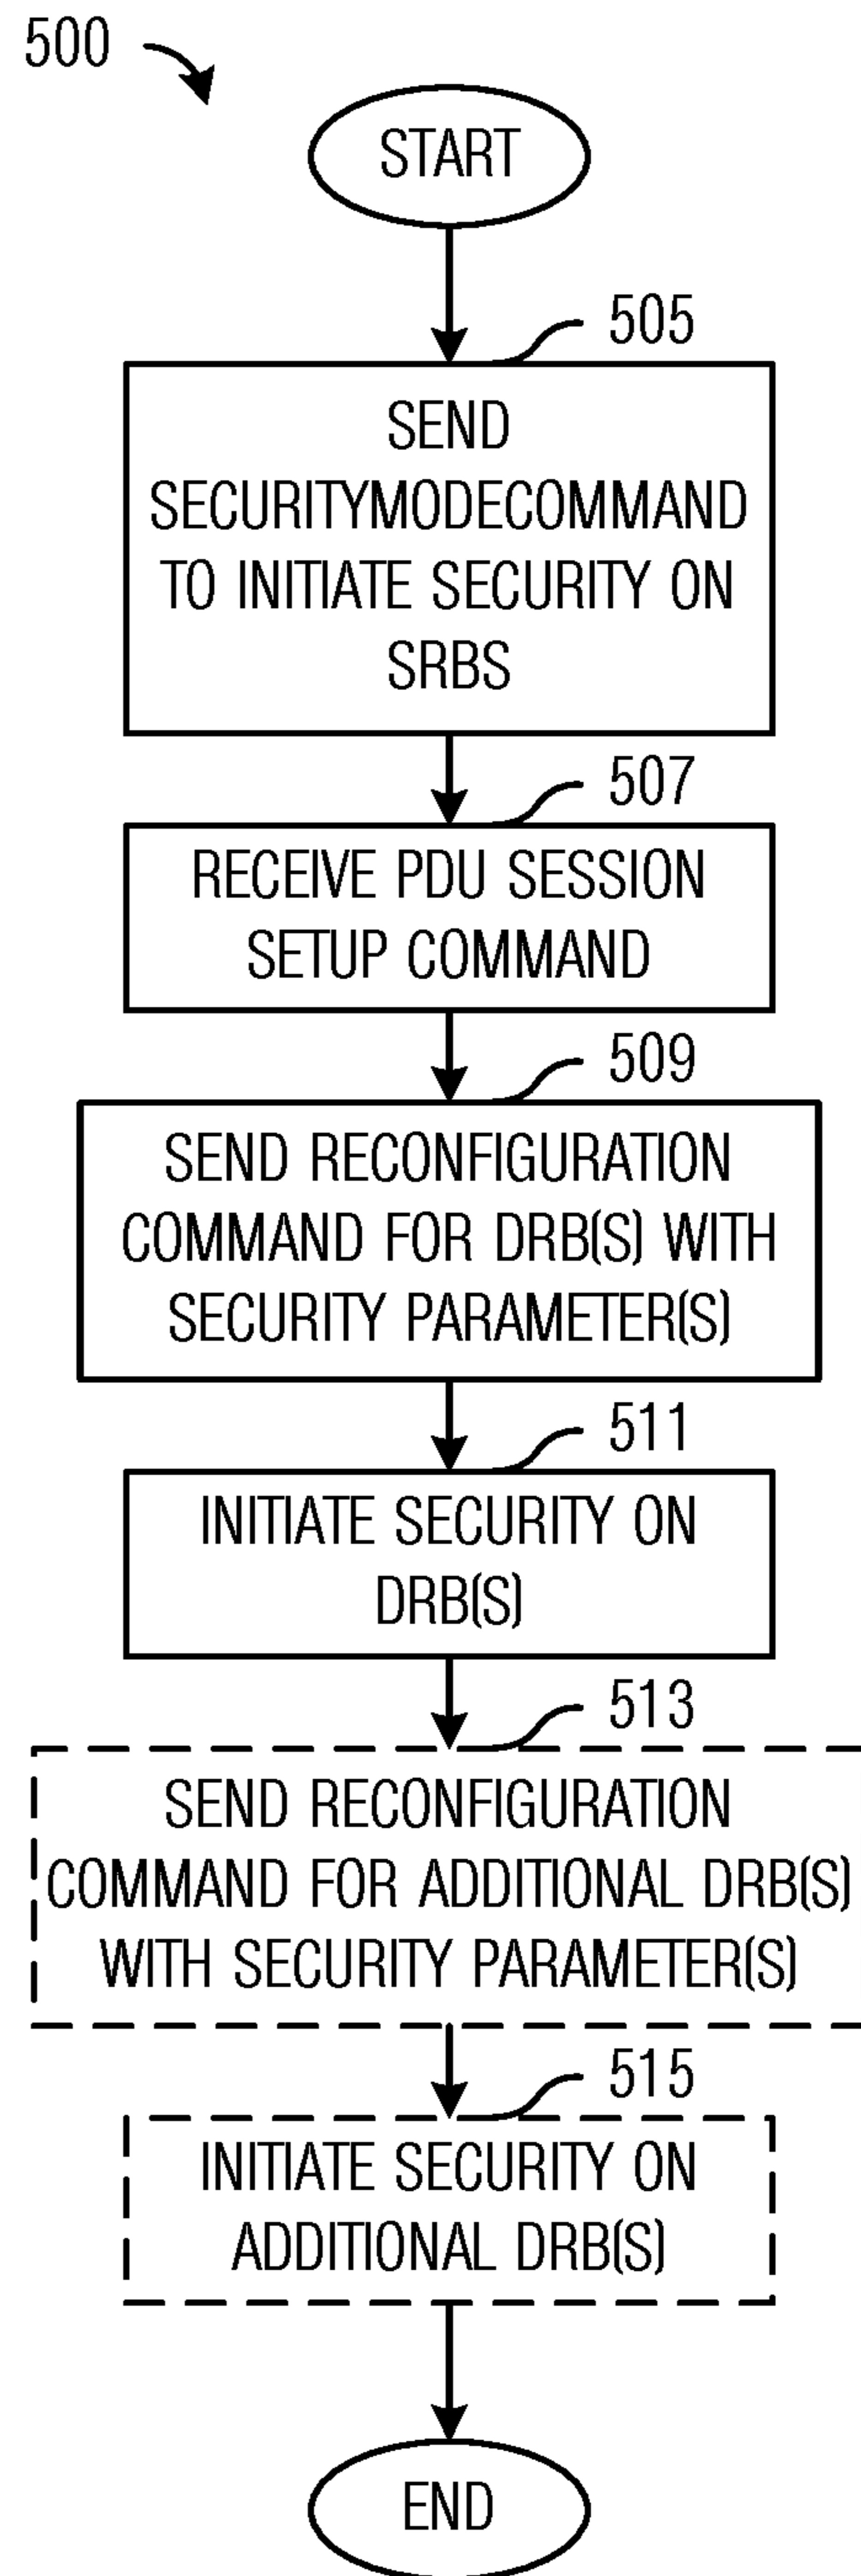 500
START
505
SEND
SECURITYMODECOMMAND
TO INITIATE SECURITY ON
SRBS
507
RECEIVE PDU SESSION
SETUP COMMAND
509
SEND RECONFIGURATION
COMMAND FOR DRB(S) WITH
SECURITY PARAMETER(S)
511
INITIATE SECURITY ON
DRB(S)
513
SEND RECONFIGURATION
COMMAND FOR ADDITIONAL DRB(S)
WITH SECURITY PARAMETER(S)
515
INITIATE SECURITY ON
ADDITIONAL DRB(S)
END